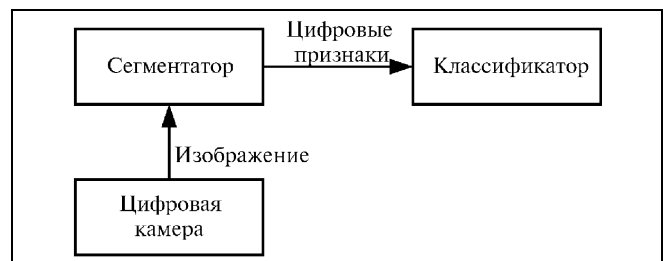 Цифровые
признаки
Сегментатор
Классификатор
Изображение
Цифровая
камера